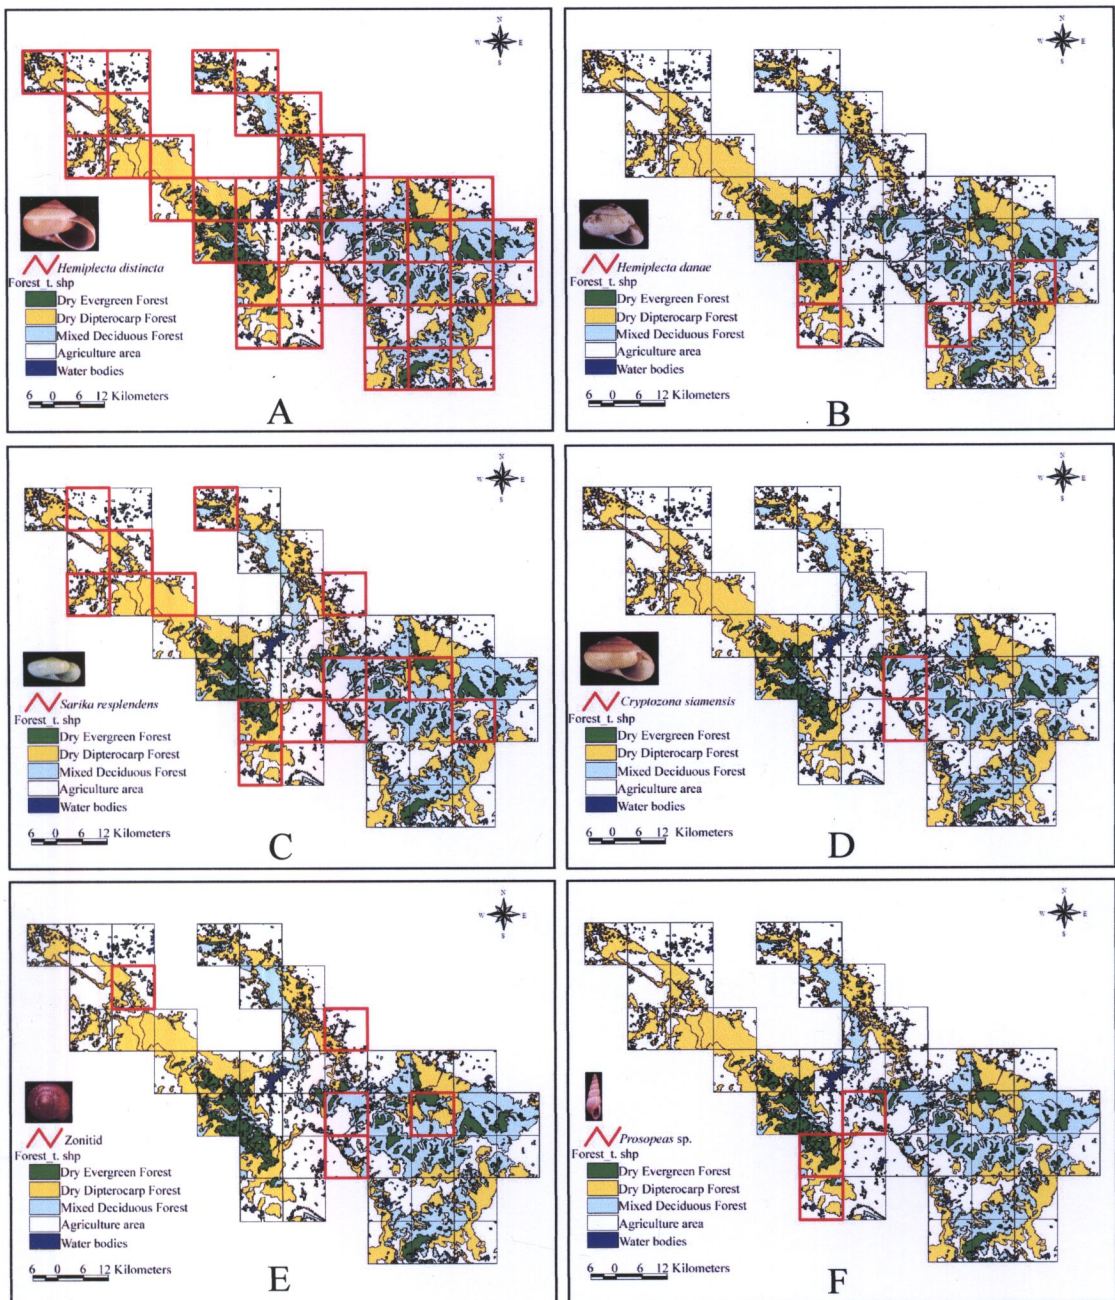 N
W E
S
Hemiplecta distincta
Forest_t. shp
Dry Evergreen Forest
Dry Dipterocarp Forest
Mixed Deciduous Forest
Agriculture area
Water bodies
6 0 6 12 Kilometers
A
N
W E
S
Hemiplecta danae
Forest_t. shp
Dry Evergreen Forest
Dry Dipterocarp Forest
Mixed Deciduous Forest
Agriculture area
Water bodies
6 0 6 12 Kilometers
B
N
W E
S
Sarika resplendens
Forest_t. shp
Dry Evergreen Forest
Dry Dipterocarp Forest
Mixed Deciduous Forest
Agriculture area
Water bodies
6 0 6 12 Kilometers
C
N
W E
S
Cryptozona siamensis
Forest_t. shp
Dry Evergreen Forest
Dry Dipterocarp Forest
Mixed Deciduous Forest
Agriculture area
Water bodies
6 0 6 12 Kilometers
D
N
W E
S
Zonitid
Forest_t. shp
Dry Evergreen Forest
Dry Dipterocarp Forest
Mixed Deciduous Forest
Agriculture area
Water bodies
6 0 6 12 Kilometers
E
N
W E
S
Prosopeas sp.
Forest_t. shp
Dry Evergreen Forest
Dry Dipterocarp Forest
Mixed Deciduous Forest
Agriculture area
Water bodies
6 0 6 12 Kilometers
F